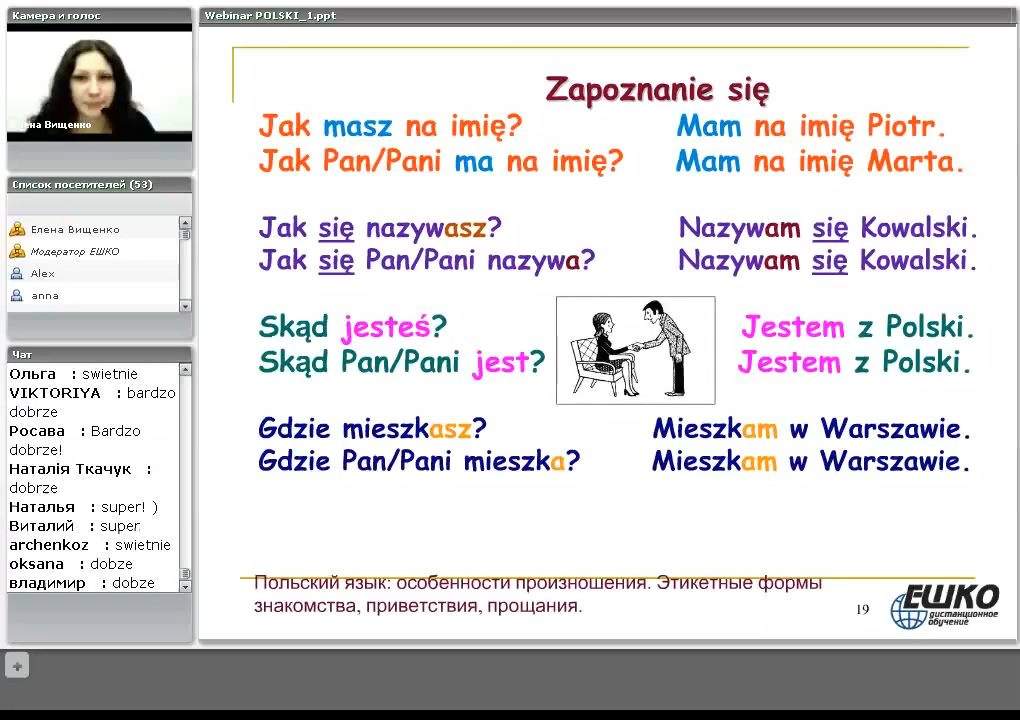 Камера и голос
Елена Вищенко
Список посетителей (53)
Елена Вищенко
Модератор ЕШКО
Alex
anna
Чат
Ольга : swietnie
VIKTORIYA : bardzo
dobrze
Росава : Bardzo
dobrze!
Наталія Ткачук :
dobrze
Наталья : super! )
Виталий : super
archenkoz : swietnie
oksana : dobze
владимир : dobze
Webinar POLSKI_1.ppt
Zapoznanie się
Jak masz na imię? Mam na imię Piotr.
Jak Pan/Pani ma na imię? Mam na imię Marta.
Jak się nazywasz? Nazywam się Kowalski.
Jak się Pan/Pani nazywa? Nazywam się Kowalski.
Skąd jesteś? Jestem z Polski.
Skąd Pan/Pani jest? Jestem z Polski.
Gdzie mieszkasz? Mieszkam w Warszawie.
Gdzie Pan/Pani mieszka? Mieszkam w Warszawie.
Польский язык: особенности произношения. Этикетные формы
знакомства, приветствия, прощания.
19
ЕШКО
дистанционное
обучение